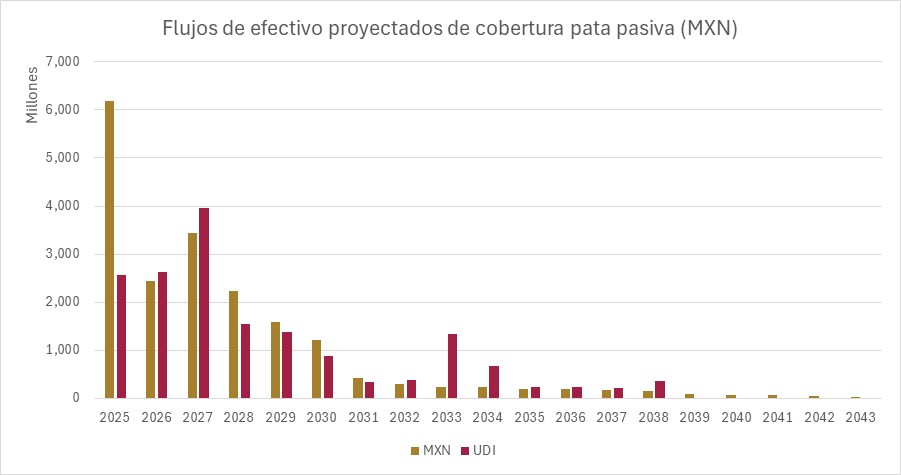 Flujos de efectivo proyectados de cobertura pata pasiva (MXN)
Millones
7,000
6,000
5,000
4,000
3,000
2,000
1,000
0
2025 2026 2027 2028 2029 2030 2031 2032 2033 2034 2035 2036 2037 2038 2039 2040 2041 2042 2043
MXN UDI